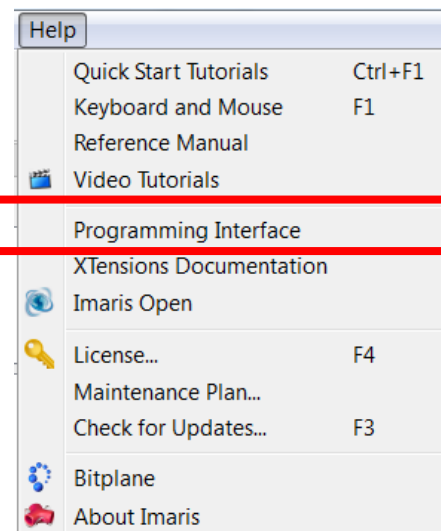 Help
Quick Start Tutorials Ctrl+F1
Keyboard and Mouse F1
Reference Manual
Video Tutorials
Programming Interface
XTensions Documentation
Imaris Open
License... F4
Maintenance Plan...
Check for Updates... F3
Bitplane
About Imaris